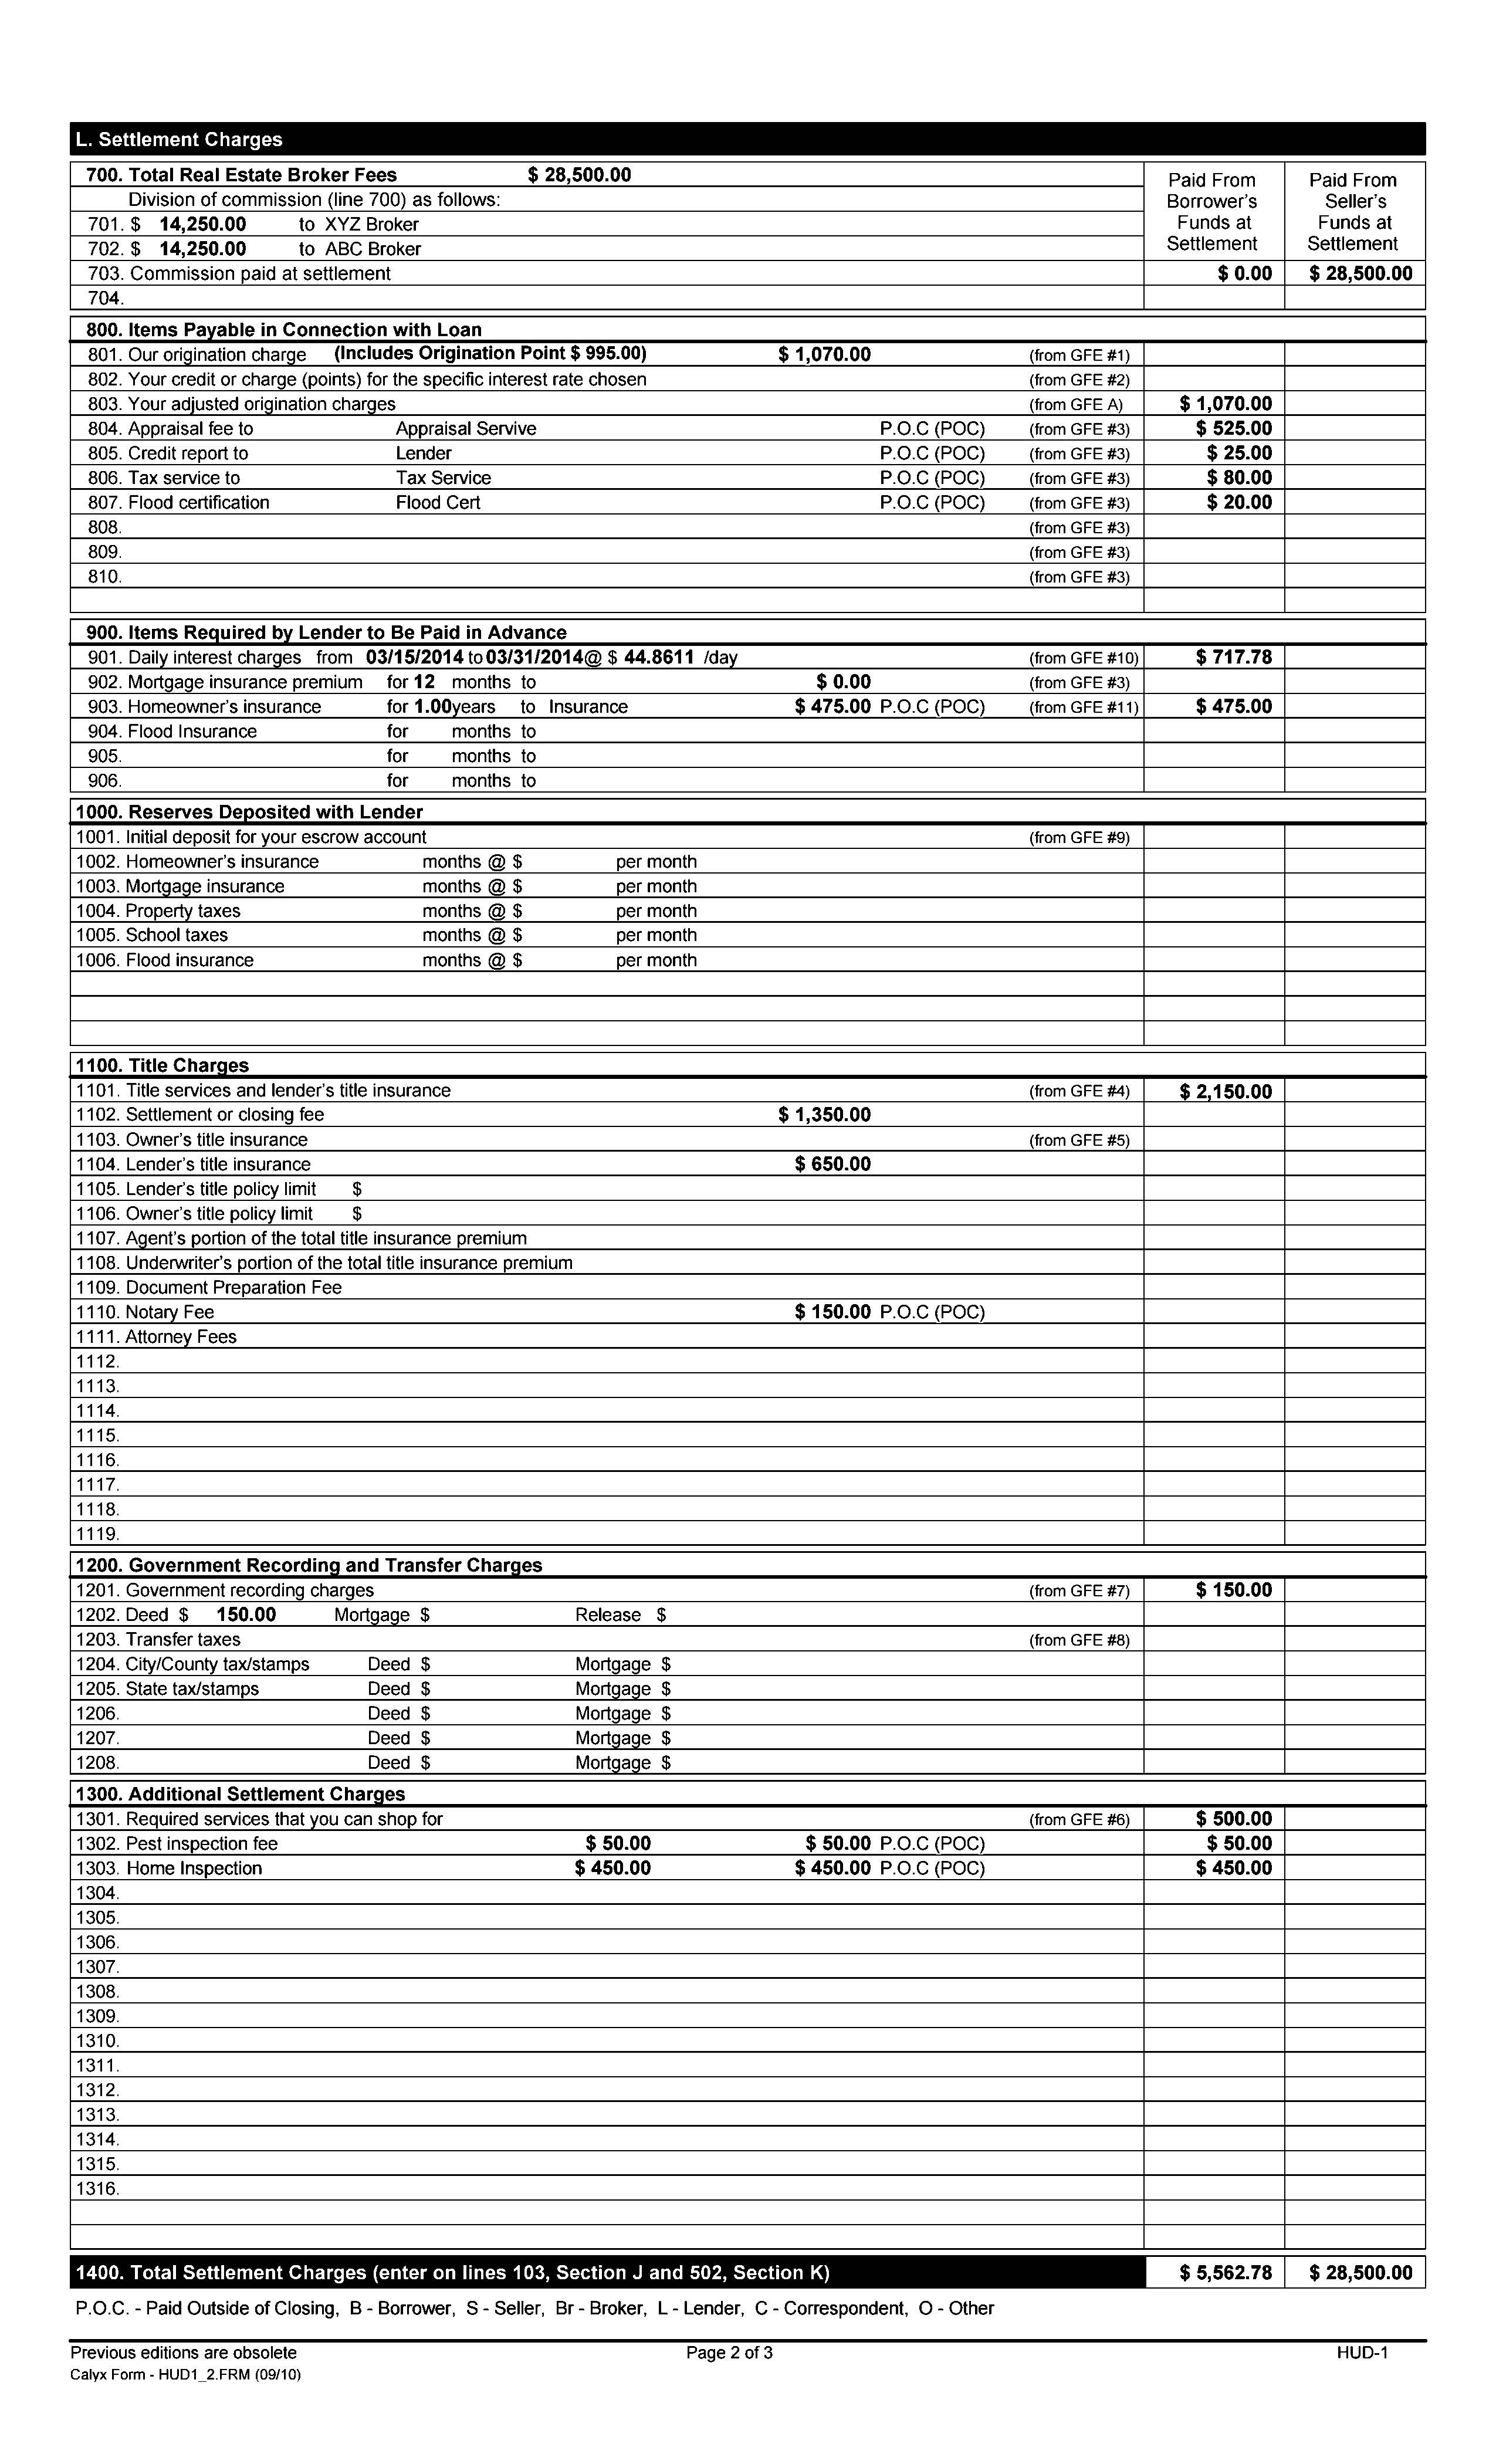 L. Settlement Charges
700. Total Real Estate Broker Fees $ 28,500.00
Paid From Borrower's Funds at Settlement
Paid From Seller's Funds at Settlement
Division of commission (line 700) as follows:
701. $ 14,250.00 to XYZ Broker
702. $ 14,250.00 to ABC Broker
703. Commission paid at settlement $ 0.00 $ 28,500.00
704.
800. Items Payable in Connection with Loan
801. Our origination charge (Includes Origination Point $ 995.00) $ 1,070.00 (from GFE #1)
802. Your credit or charge (points) for the specific interest rate chosen (from GFE #2)
803. Your adjusted origination charges (from GFE A) $ 1,070.00
804. Appraisal fee to Appraisal Servive P.O.C (POC) (from GFE #3) $ 525.00
805. Credit report to Lender P.O.C (POC) (from GFE #3) $ 25.00
806. Tax service to Tax Service P.O.C (POC) (from GFE #3) $ 80.00
807. Flood certification Flood Cert P.O.C (POC) (from GFE #3) $ 20.00
808. (from GFE #3)
809. (from GFE #3)
810. (from GFE #3)
900. Items Required by Lender to Be Paid in Advance
901. Daily interest charges from 03/15/2014 to 03/31/2014@ $ 44.8611 /day (from GFE #10) $ 717.78
902. Mortgage insurance premium for 12 months to $ 0.00 (from GFE #3)
903. Homeowner's insurance for 1.00years to Insurance $ 475.00 P.O.C (POC) (from GFE #11) $ 475.00
904. Flood Insurance for months to
905. for months to
906. for months to
1000. Reserves Deposited with Lender
1001. Initial deposit for your escrow account (from GFE #9)
1002. Homeowner's insurance months @ $ per month
1003. Mortgage insurance months @ $ per month
1004. Property taxes months @ $ per month
1005. School taxes months @ $ per month
1006. Flood insurance months @ $ per month
1100. Title Charges
1101. Title services and lender's title insurance (from GFE #4) $ 2,150.00
1102. Settlement or closing fee $ 1,350.00
1103. Owner's title insurance (from GFE #5)
1104. Lender's title insurance $ 650.00
1105. Lender's title policy limit $
1106. Owner's title policy limit $
1107. Agent's portion of the total title insurance premium
1108. Underwriter's portion of the total title insurance premium
1109. Document Preparation Fee
1110. Notary Fee $ 150.00 P.O.C (POC)
1111. Attorney Fees
1112.
1113.
1114.
1115.
1116.
1117.
1118.
1119.
1200. Government Recording and Transfer Charges
1201. Government recording charges (from GFE #7) $ 150.00
1202. Deed $ 150.00 Mortgage $ Release $
1203. Transfer taxes (from GFE #8)
1204. City/County tax/stamps Deed $ Mortgage $
1205. State tax/stamps Deed $ Mortgage $
1206. Deed $ Mortgage $
1207. Deed $ Mortgage $
1208. Deed $ Mortgage $
1300. Additional Settlement Charges
1301. Required services that you can shop for (from GFE #6) $ 500.00
1302. Pest inspection fee $ 50.00 $ 50.00 P.O.C (POC) $ 50.00
1303. Home Inspection $ 450.00 $ 450.00 P.O.C (POC) $ 450.00
1304.
1305.
1306.
1307.
1308.
1309.
1310.
1311.
1312.
1313.
1314.
1315.
1316.
1400. Total Settlement Charges (enter on lines 103, Section J and 502, Section K) $ 5,562.78 $ 28,500.00
P.O.C. - Paid Outside of Closing, B - Borrower, S - Seller, Br - Broker, L - Lender, C - Correspondent, O - Other
Previous editions are obsolete Page 2 of 3 HUD-1
Calyx Form - HUD1_2.FRM (09/10)